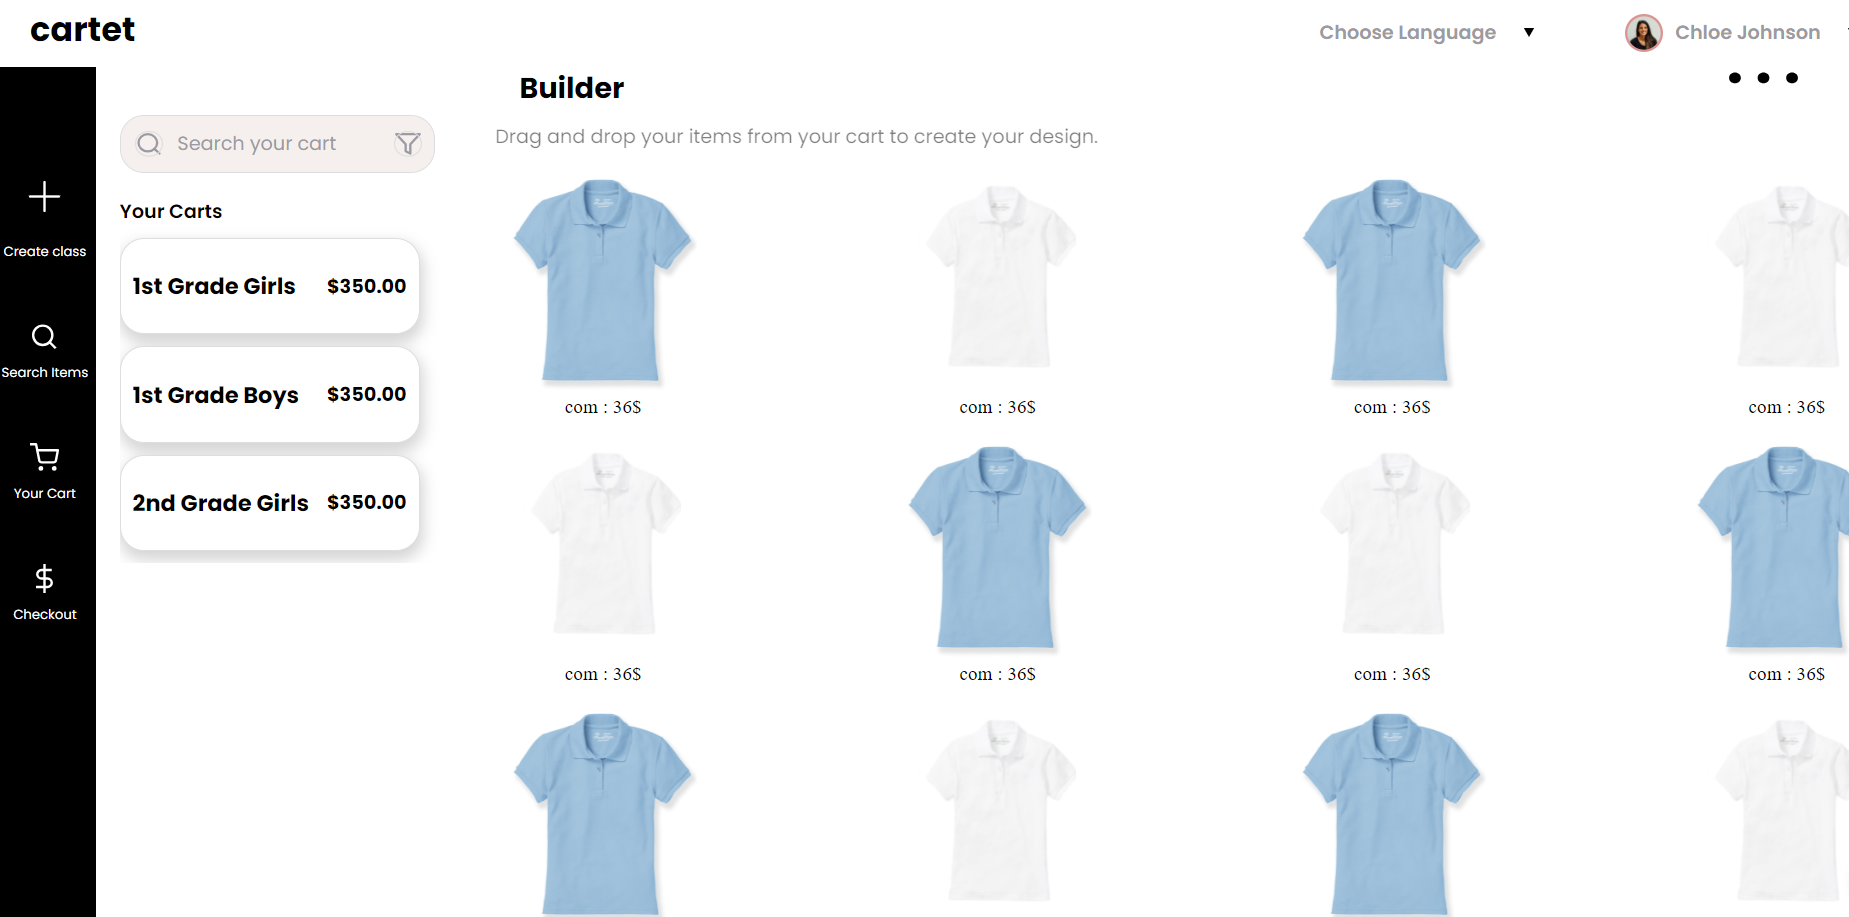 cartet
Choose Language
Chloe Johnson
Builder
Drag and drop your items from your cart to create your design.
Search your cart
Your Carts
1st Grade Girls $350.00
1st Grade Boys $350.00
2nd Grade Girls $350.00
Create class
Search Items
Your Cart
Checkout
com : 36$
com : 36$
com : 36$
com : 36$
com : 36$
com : 36$
com : 36$
com : 36$